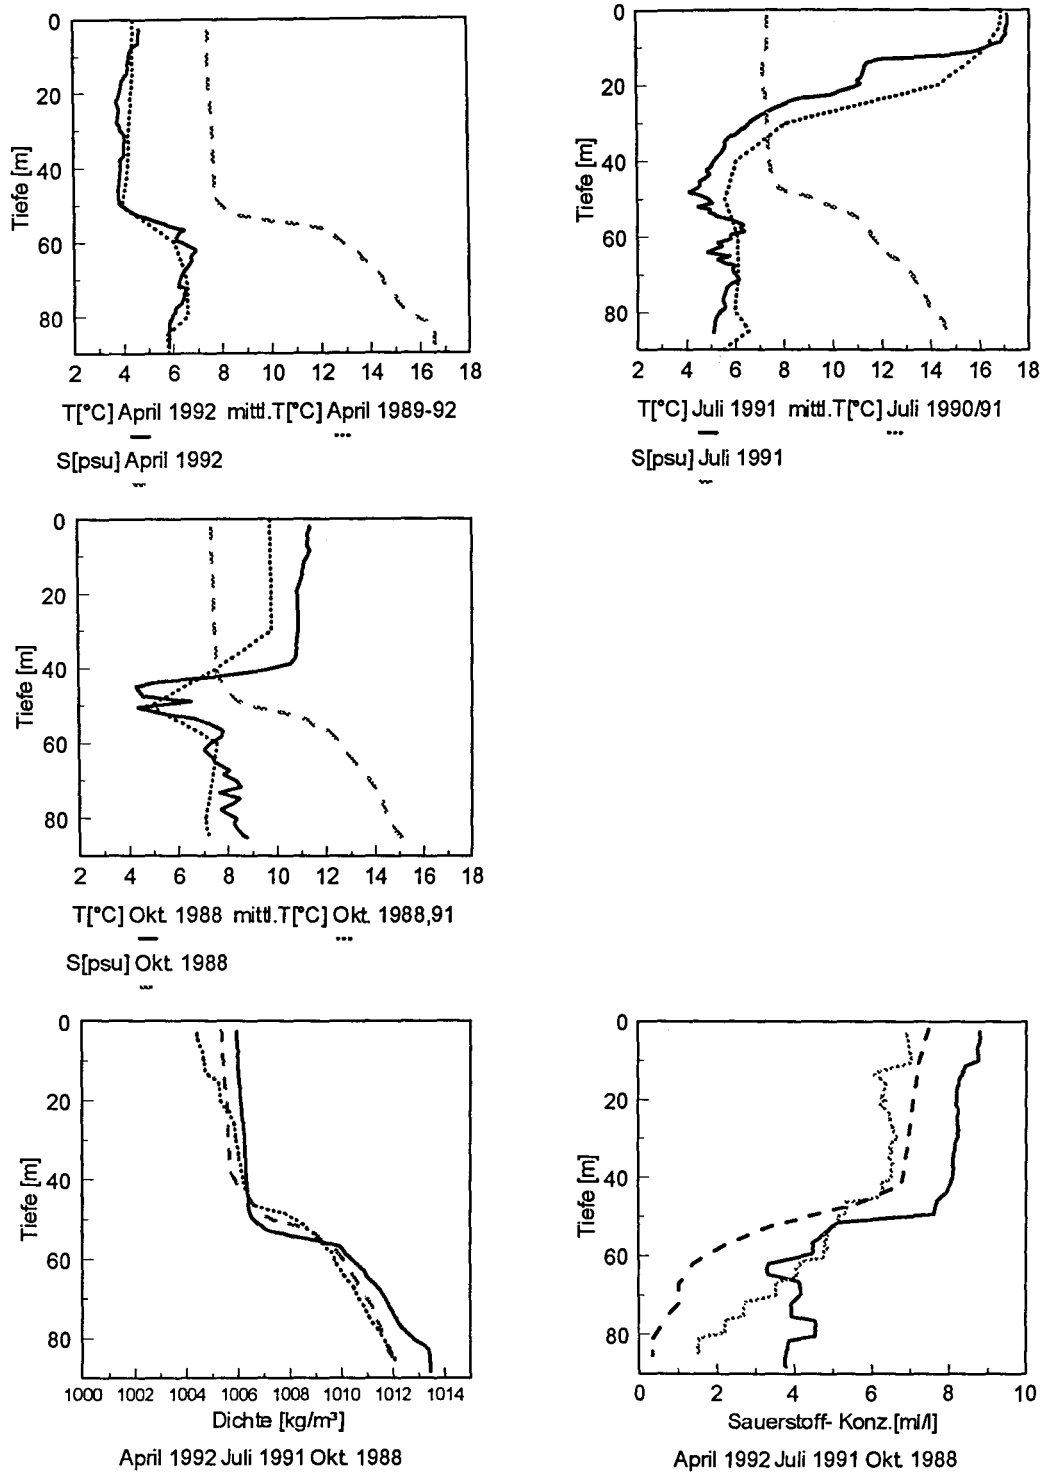 0
20
40
60
80
Tiefe [m]
2 4 6 8 10 12 14 16 18
T[°C] April 1992 mittl.T[°C] April 1989-92
S[psu] April 1992
0
20
40
60
80
Tiefe [m]
2 4 6 8 10 12 14 16 18
T[°C] Juli 1991 mittl.T[°C] Juli 1990/91
S[psu] Juli 1991
0
20
40
60
80
Tiefe [m]
2 4 6 8 10 12 14 16 18
T[°C] Okt. 1988 mittl.T[°C] Okt. 1988,91
S[psu] Okt. 1988
0
20
40
60
80
Tiefe [m]
1000 1002 1004 1006 1008 1010 1012 1014
Dichte [kg/m³]
April 1992 Juli 1991 Okt. 1988
0
20
40
60
80
Tiefe [m]
0 2 4 6 8 10
Sauerstoff- Konz.[ml/l]
April 1992 Juli 1991 Okt. 1988